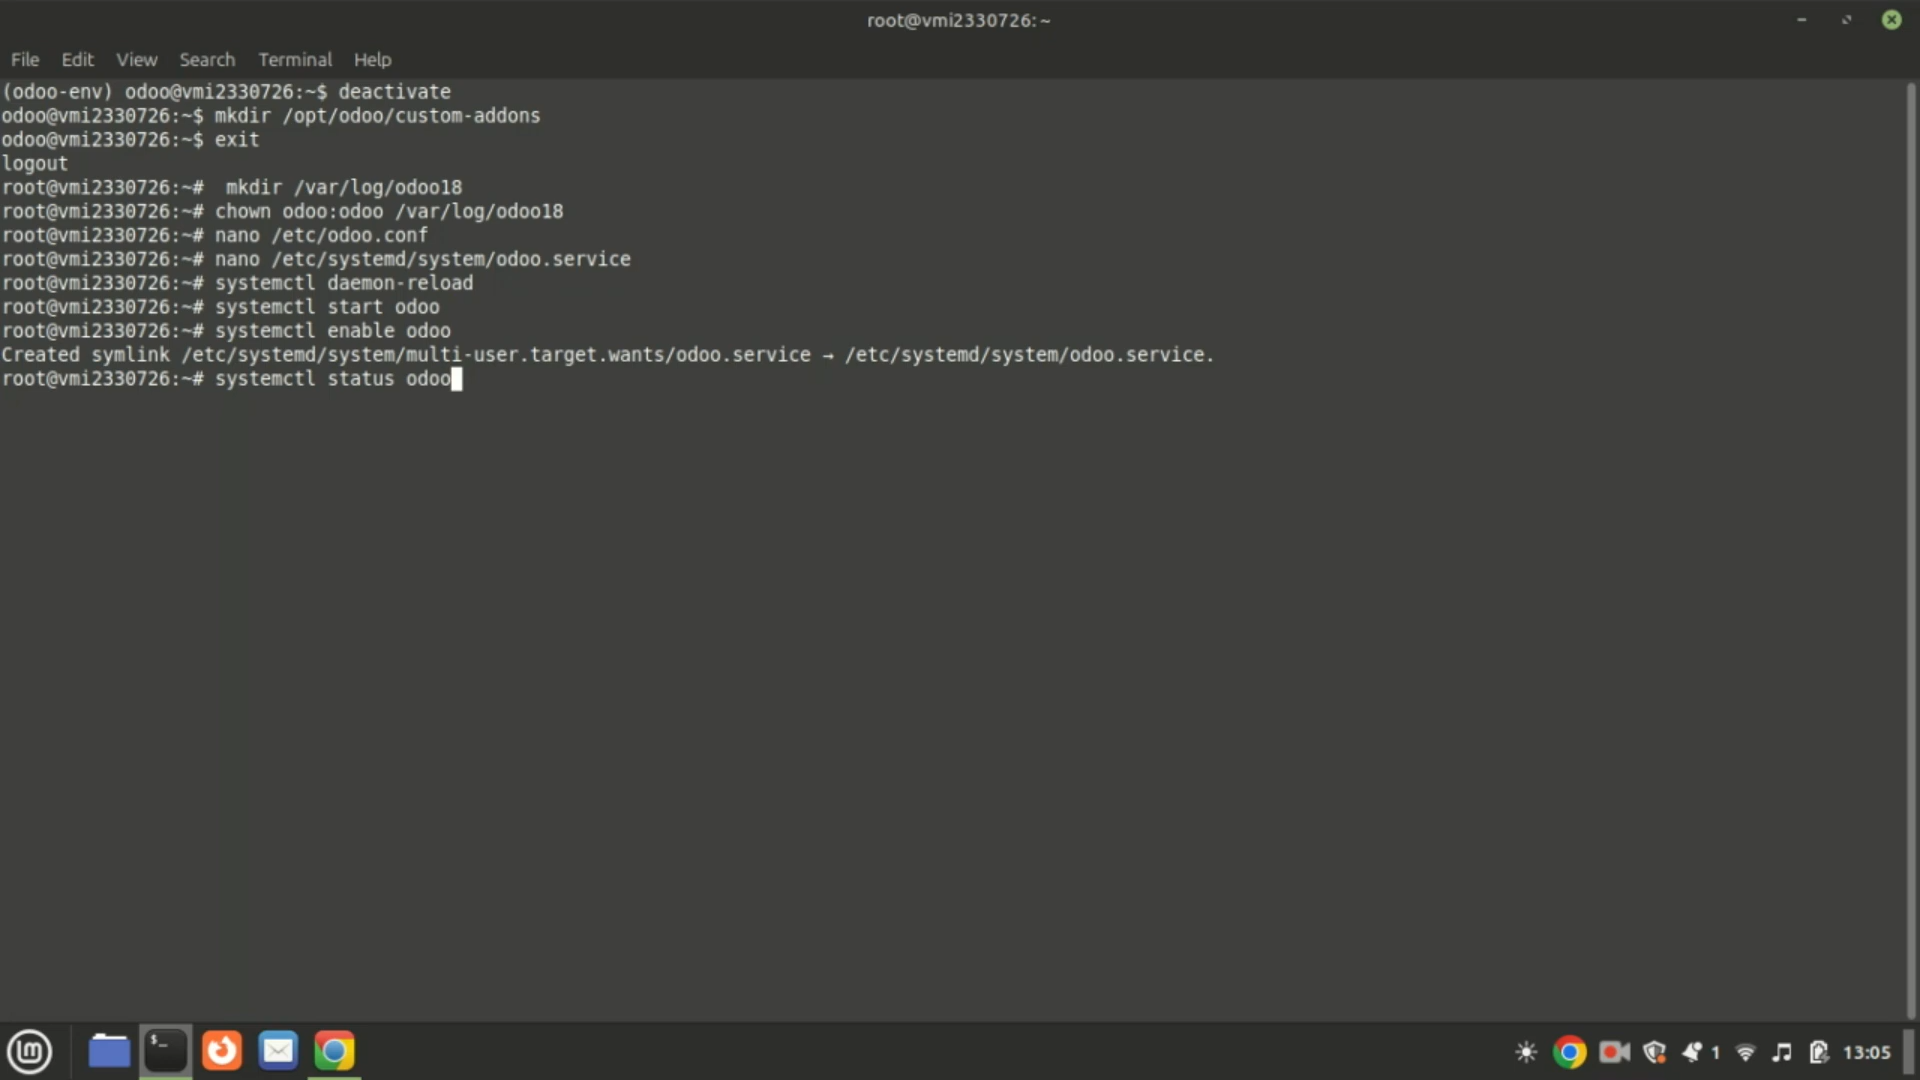 root@vmi2330726:~
File Edit View Search Terminal Help
(odoo-env) odoo@vmi2330726:~$ deactivate
odoo@vmi2330726:~$ mkdir /opt/odoo/custom-addons
odoo@vmi2330726:~$ exit
logout
root@vmi2330726:~#  mkdir /var/log/odoo18
root@vmi2330726:~# chown odoo:odoo /var/log/odoo18
root@vmi2330726:~# nano /etc/odoo.conf
root@vmi2330726:~# nano /etc/systemd/system/odoo.service
root@vmi2330726:~# systemctl daemon-reload
root@vmi2330726:~# systemctl start odoo
root@vmi2330726:~# systemctl enable odoo
Created symlink /etc/systemd/system/multi-user.target.wants/odoo.service → /etc/systemd/system/odoo.service.
root@vmi2330726:~# systemctl status odoo
$_
1
13:05